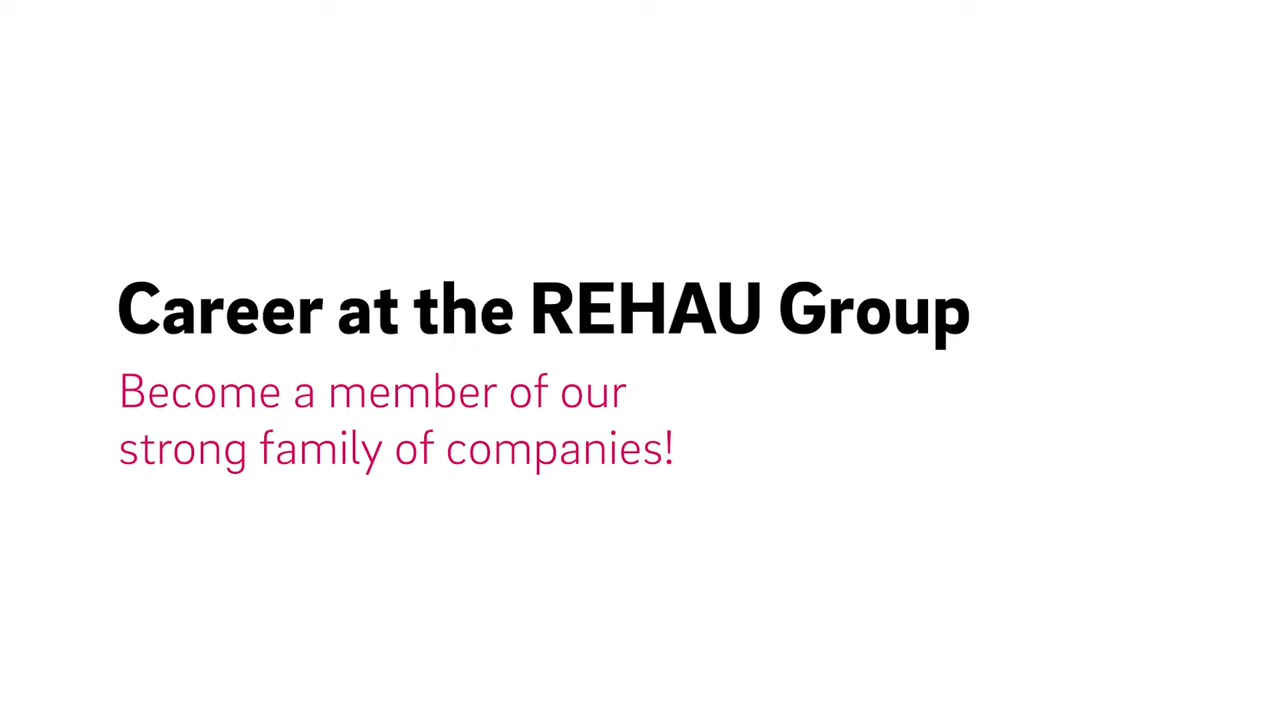 Career at the REHAU Group
Become a member of our
strong family of companies!